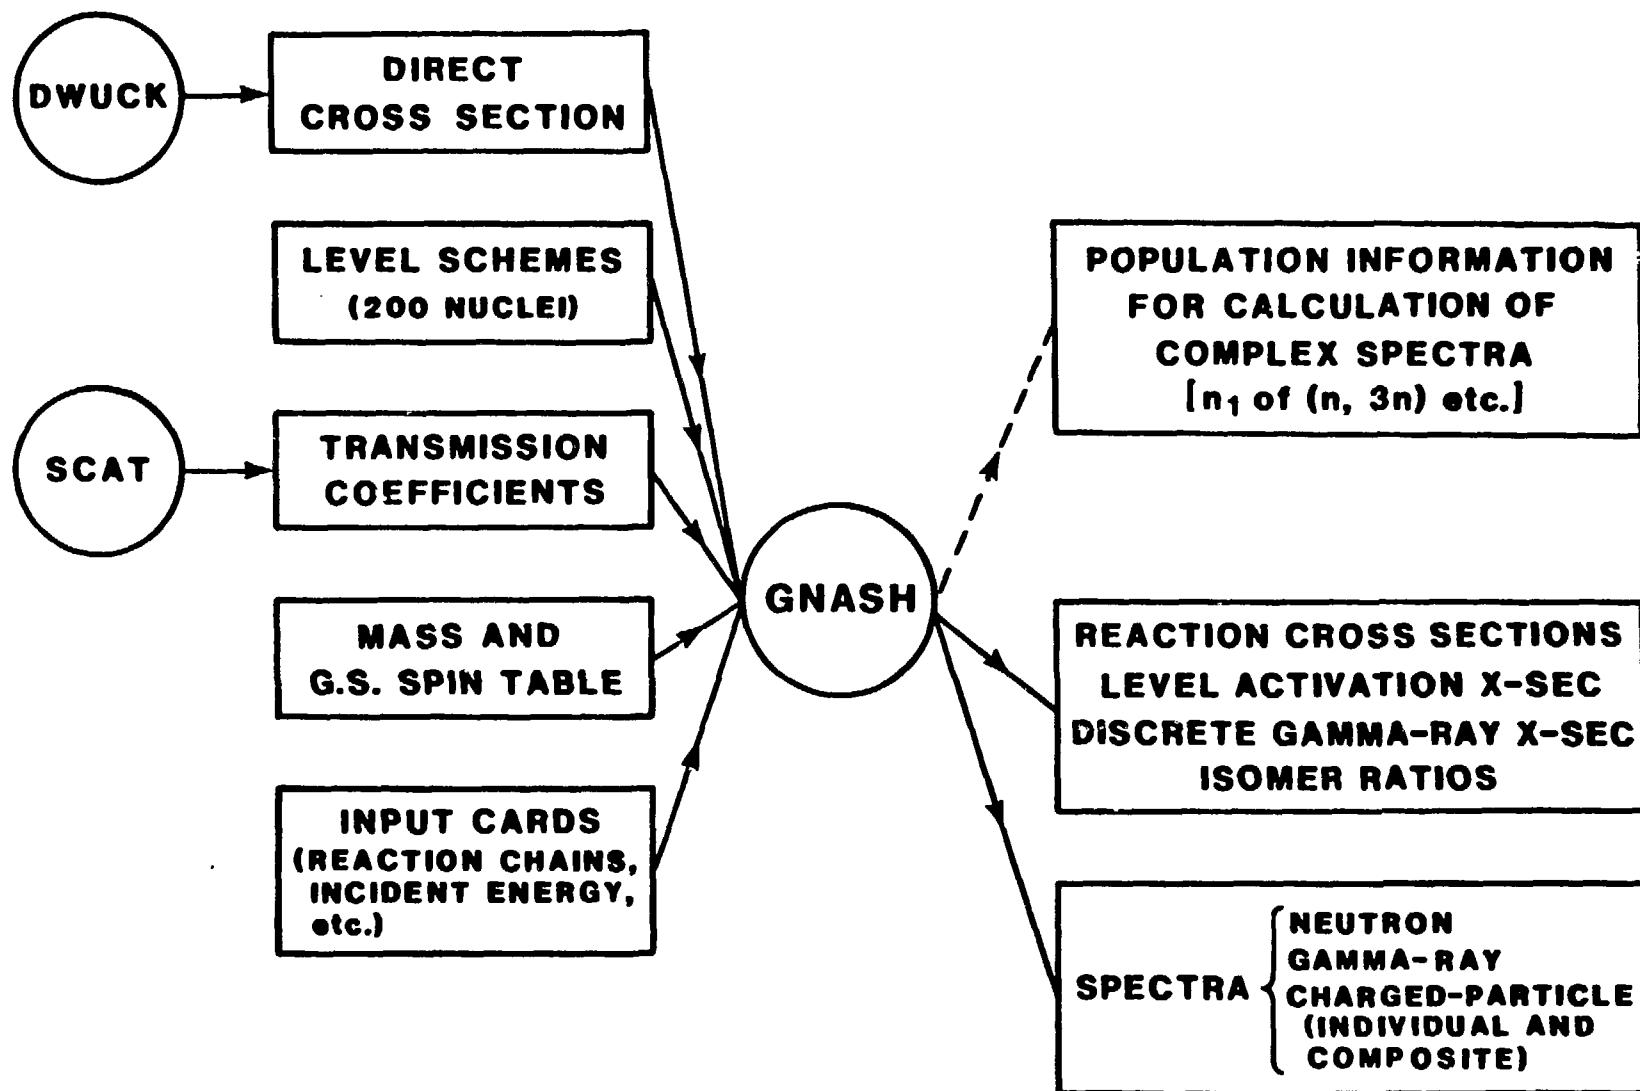 DWUCK
DIRECT
CROSS SECTION
LEVEL SCHEMES
(200 NUCLEI)
SCAT
TRANSMISSION
COEFFICIENTS
MASS AND
G.S. SPIN TABLE
INPUT CARDS
(REACTION CHAINS,
INCIDENT ENERGY,
etc.)
GNASH
POPULATION INFORMATION
FOR CALCULATION OF
COMPLEX SPECTRA
[n₁ of (n, 3n) etc.]
REACTION CROSS SECTIONS
LEVEL ACTIVATION X-SEC
DISCRETE GAMMA-RAY X-SEC
ISOMER RATIOS
SPECTRA
NEUTRON
GAMMA-RAY
CHARGED-PARTICLE
(INDIVIDUAL AND
COMPOSITE)